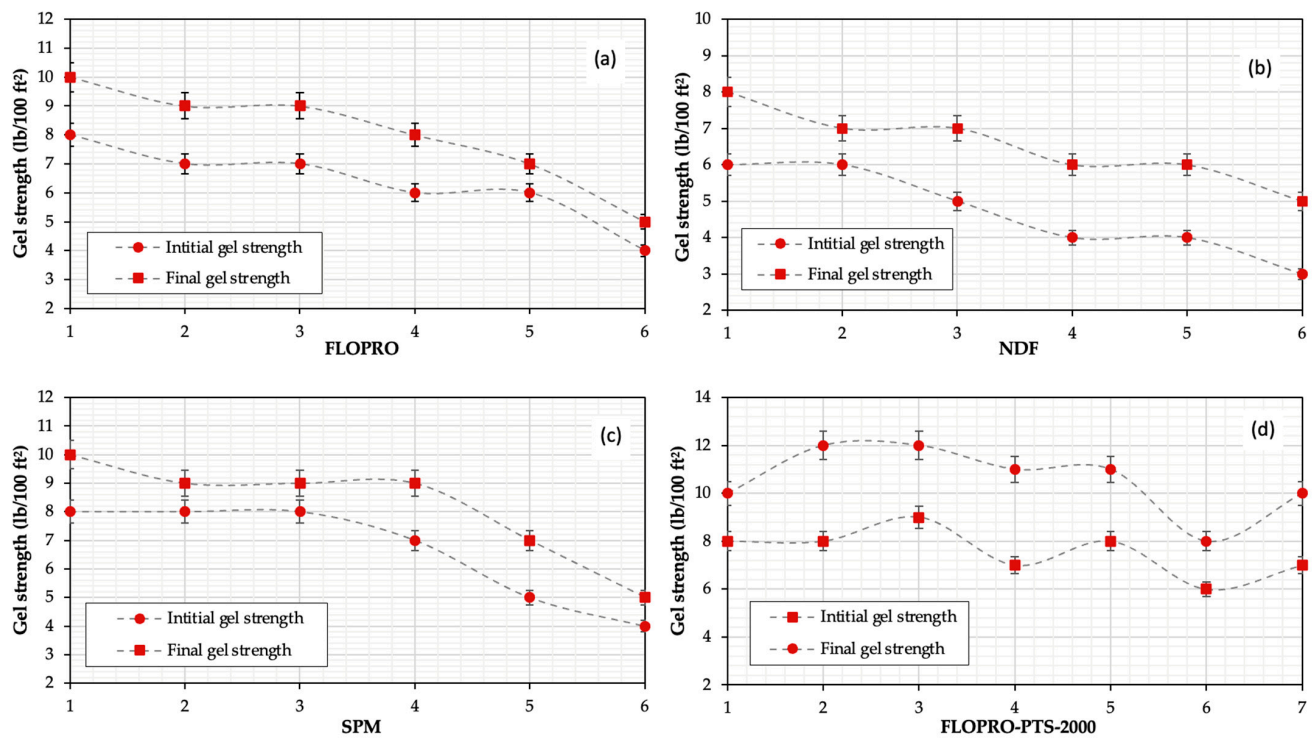 12
11
10
9
8
7
6
5
4
3
2
Gel strength (lb/100 ft²)
(a)
Intitial gel strength
Final gel strength
1 2 3 4 5 6
FLOPRO
10
9
8
7
6
5
4
3
2
Gel strength (lb/100 ft²)
(b)
Intitial gel strength
Final gel strength
1 2 3 4 5 6
NDF
12
11
10
9
8
7
6
5
4
3
2
Gel strength (lb/100 ft²)
(c)
Intitial gel strength
Final gel strength
1 2 3 4 5 6
SPM
14
12
10
8
6
4
2
Gel strength (lb/100 ft²)
(d)
Intitial gel strength
Final gel strength
1 2 3 4 5 6 7
FLOPRO-PTS-2000